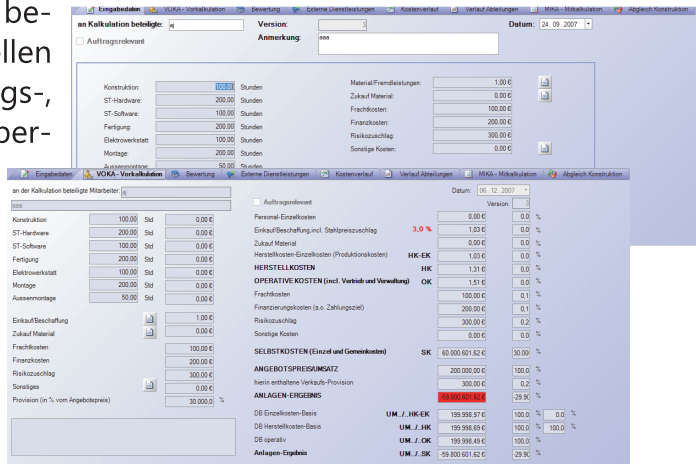 be-
ellen
gs-,
ber-
Eingabedaten VOKA - Vorkalkulation Bewertung Externe Dienstleistungen Kostenverlauf Verlauf Abteilungen MIKA - Mitkalkulation Abgleich Konstruktion
an Kalkulation beteiligte: aj Version: 3 Datum: 24. 09. 2007
Auftragsrelevant Anmerkung: aaa
Konstruktion: 100,00 Stunden Material/Fremdleistungen: 1,00 €
ST-Hardware: 200,00 Stunden Zukauf Material: 0,00 €
ST-Software: 100,00 Stunden Frachtkosten: 100,00 €
Fertigung: 200,00 Stunden Finanzkosten: 200,00 €
Elektrowerkstatt: 100,00 Stunden Risikozuschlag: 300,00 €
Montage: 200,00 Stunden Sonstige Kosten: 0,00 €
Aussenmontage: 50,00 Stunden
Eingabedaten VOKA - Vorkalkulation Bewertung Externe Dienstleistungen Kostenverlauf Verlauf Abteilungen MIKA - Mitkalkulation Abgleich Konstruktion
an der Kalkulation beteiligte Mitarbeiter: aj Datum: 06. 12. 2007
aaa Auftragsrelevant Version: 3
Konstruktion 100,00 Std 0,00 € Personal-Einzelkosten 0,00 € 0,0 %
ST-Hardware 200,00 Std 0,00 € Einkauf/Beschaffung,incl. Stahlpreiszuschlag 3,0 % 1,03 € 0,0 %
ST-Software 100,00 Std 0,00 € Zukauf Material 0,00 € 0,0 %
Fertigung 200,00 Std 0,00 € Herstellkosten-Einzelkosten (Produktionskosten) HK-EK 1,03 € 0,0 %
Elektrowerkstatt 100,00 Std 0,00 € HERSTELLKOSTEN HK 1,31 € 0,0 %
Montage 200,00 Std 0,00 € OPERATIVE KOSTEN (incl. Vertrieb und Verwaltung) OK 1,51 € 0,0 %
Aussenmontage 50,00 Std 0,00 € Frachtkosten 100,00 € 0,1 %
Finanzierungskosten (a.o. Zahlungsziel) 200,00 € 0,1 %
Einkauf/Beschaffung 1,00 € Risikozuschlag 300,00 € 0,2 %
Zukauf Material 0,00 € Sonstige Kosten 0,00 € 0,0 %
Frachtkosten 100,00 € SELBSTKOSTEN (Einzel und Gemeinkosten) SK 60.000.601,62 € 30.00 %
Finanzkosten 200,00 € ANGEBOTSPREIS/UMSATZ 200.000,00 € 100,0 %
Risikozuschlag 300,00 € hierin enthaltene Verkaufs-Provision 300,00 € 0,2 %
Sonstiges 0,00 € ANLAGEN-ERGEBNIS -59.800.601,62 € -29.90 %
Provision (in % vom Angebotspreis) 30.000,0 %
DB Einzelkosten-Basis UM../..HK-EK 199.998,97 € 100,0 % 0,0 %
DB Herstellkosten-Basis UM../..HK 199.998,69 € 100,0 % 100,0 %
DB operativ UM../..OK 199.998,49 € 100,0 %
Anlagen-Ergebnis UM../..SK -59.800.601,62 € -29.90 %